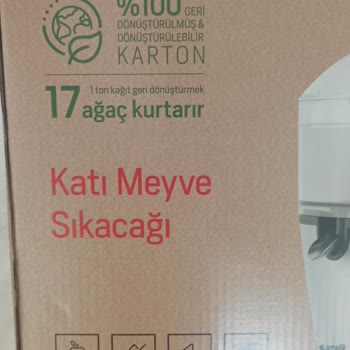 %100 GERİ
DÖNÜŞTÜRÜLMÜŞ &
DÖNÜŞTÜRÜLEBİLİR
KARTON
1 ton kağıt geri dönüştürmek
17 ağaç kurtarır
Katı Meyve
Sıkacağı